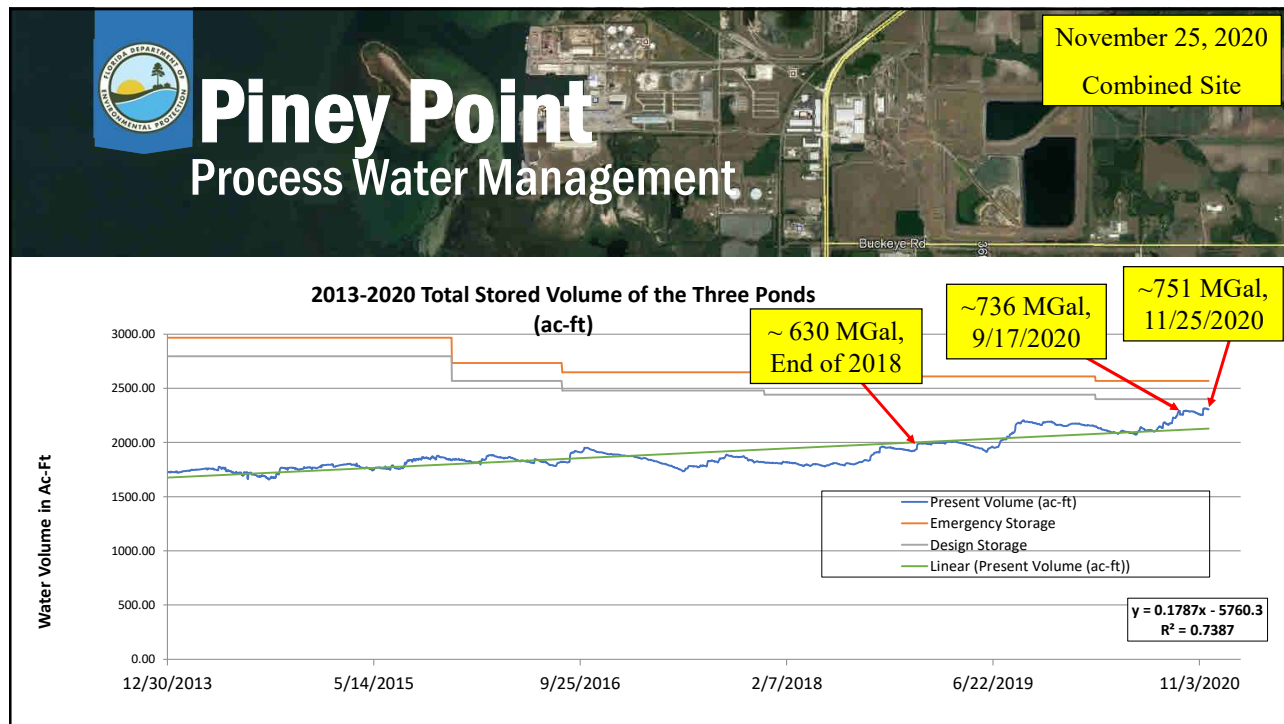 FLORIDA DEPARTMENT OF
ENVIRONMENTAL PROTECTION
Piney Point
Process Water Management
November 25, 2020
Combined Site
Buckeye Rd
2013-2020 Total Stored Volume of the Three Ponds
(ac-ft)
~ 630 MGal,
End of 2018
~736 MGal,
9/17/2020
~751 MGal,
11/25/2020
Water Volume in Ac-Ft
3000.00
2500.00
2000.00
1500.00
1000.00
500.00
0.00
Present Volume (ac-ft)
Emergency Storage
Design Storage
Linear (Present Volume (ac-ft))
y = 0.1787x - 5760.3
R² = 0.7387
12/30/2013
5/14/2015
9/25/2016
2/7/2018
6/22/2019
11/3/2020